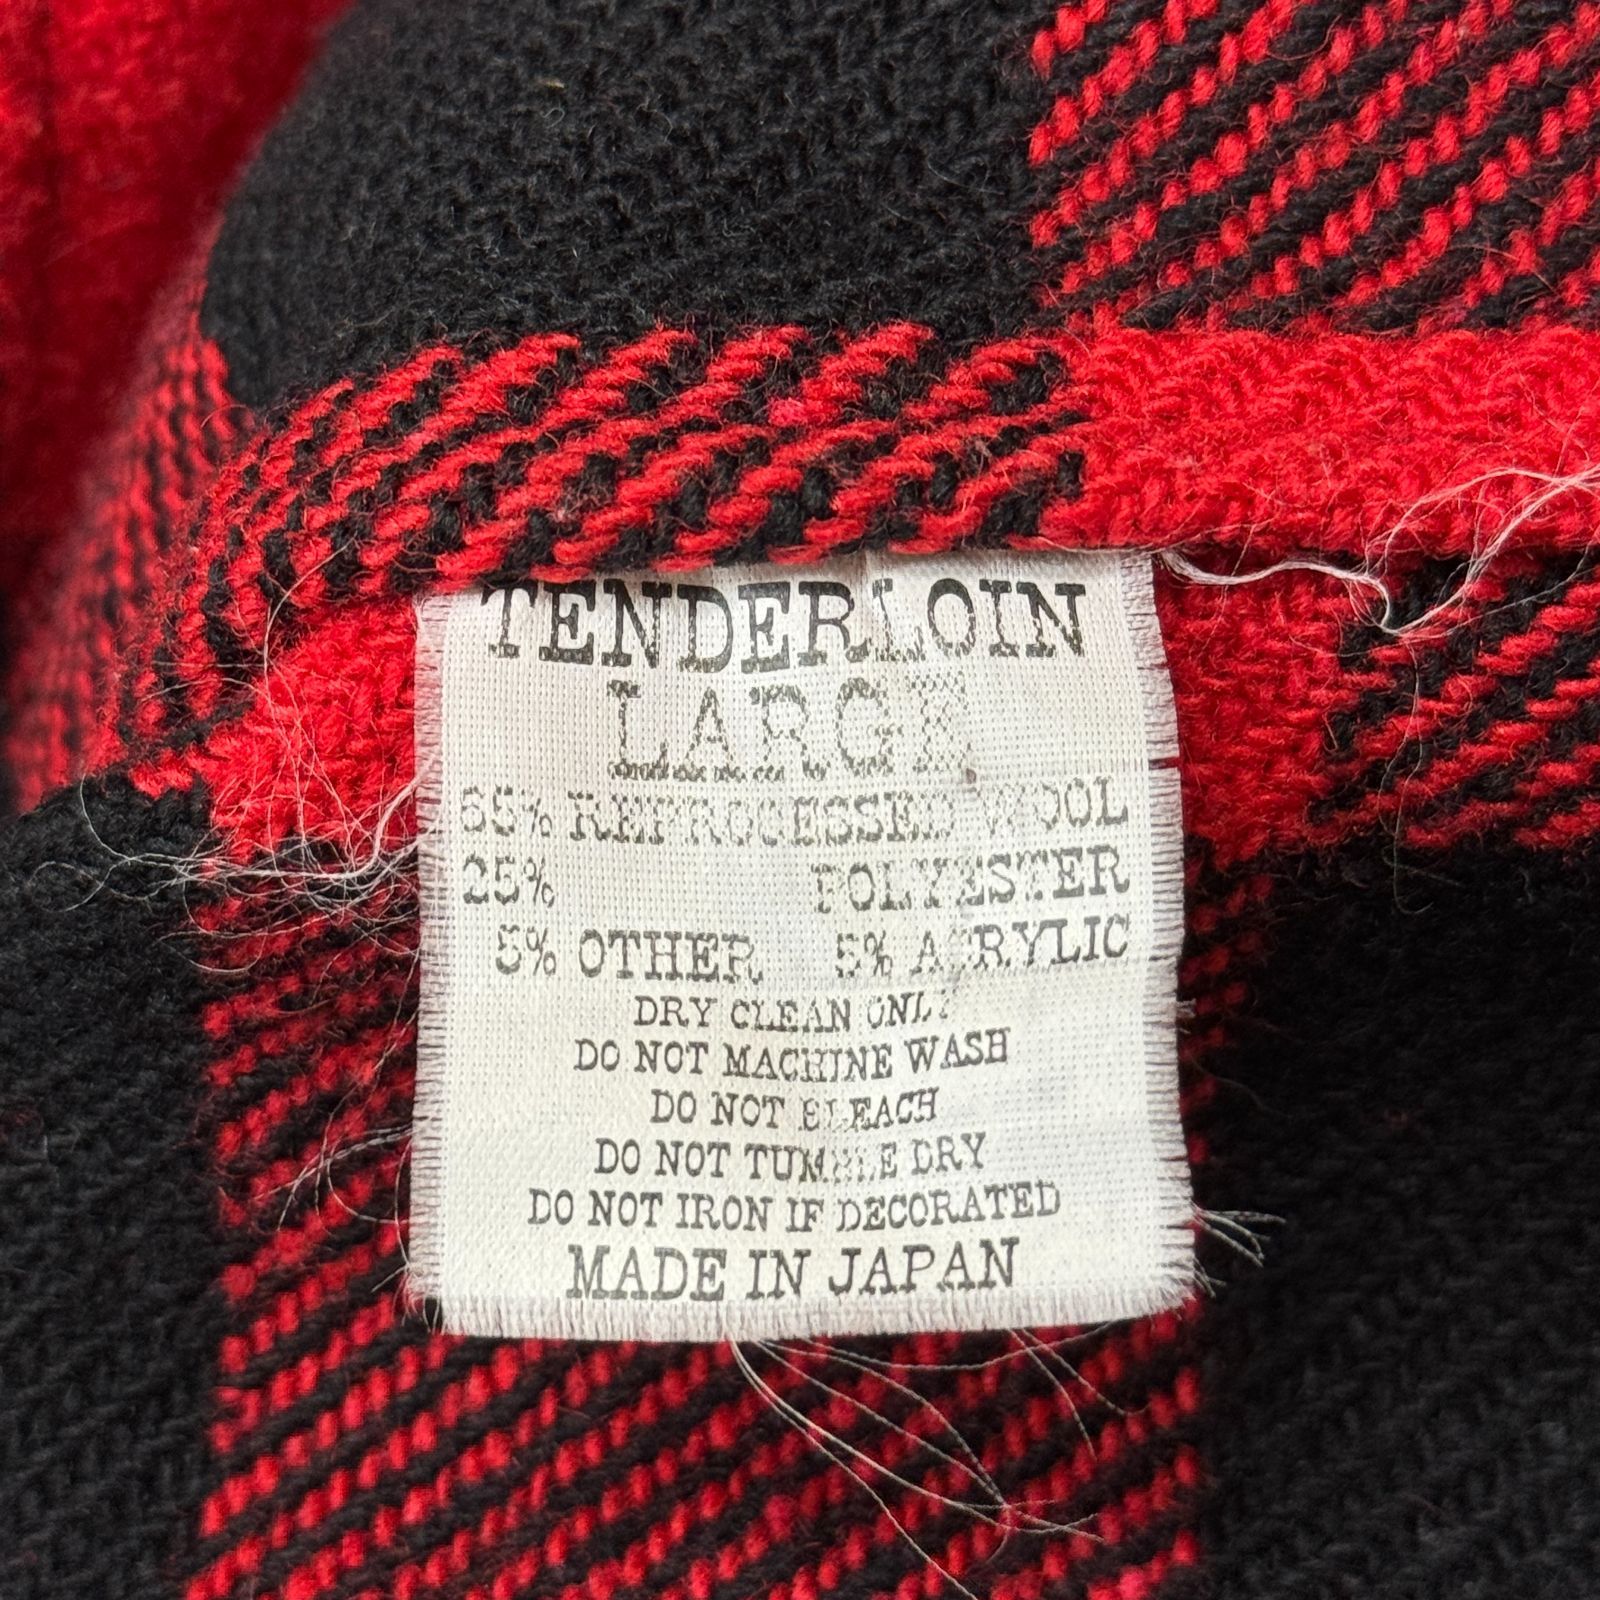 TENDERLOIN
LARGE
65% REPROCESSED WOOL
25% POLYESTER
5% OTHER 5% ACRYLIC
DRY CLEAN ONLY
DO NOT MACHINE WASH
DO NOT BLEACH
DO NOT TUMBLE DRY
DO NOT IRON IF DECORATED
MADE IN JAPAN